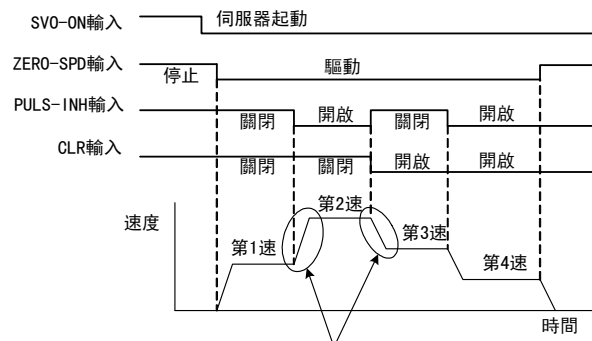 SVO-ON輸入 伺服器起動
ZERO-SPD輸入 停止 驅動
PULS-INH輸入 關閉 開啟 關閉 開啟
CLR輸入 關閉 關閉 開啟 開啟
速度
第1速 第2速 第3速 第4速
時間